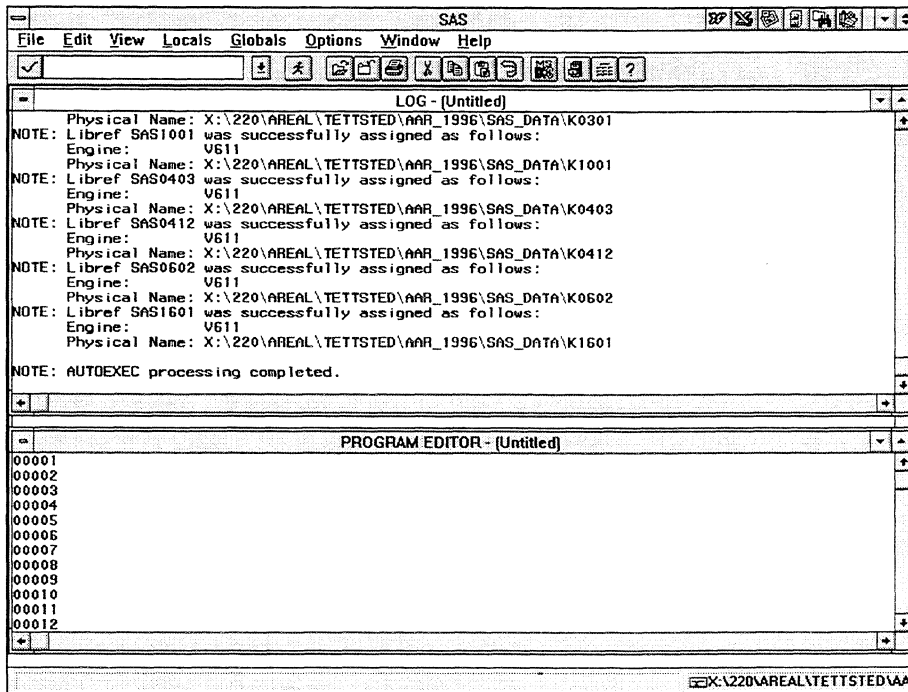 SAS
File Edit View Locals Globals Options Window Help
LOG - (Untitled)
Physical Name: X:\220\AREAL\TETTSTED\AAR_1996\SAS_DATA\K0301
NOTE: Libref SAS1001 was successfully assigned as follows:
Engine: V611
Physical Name: X:\220\AREAL\TETTSTED\AAR_1996\SAS_DATA\K1001
NOTE: Libref SAS0403 was successfully assigned as follows:
Engine: V611
Physical Name: X:\220\AREAL\TETTSTED\AAR_1996\SAS_DATA\K0403
NOTE: Libref SAS0412 was successfully assigned as follows:
Engine: V611
Physical Name: X:\220\AREAL\TETTSTED\AAR_1996\SAS_DATA\K0412
NOTE: Libref SAS0602 was successfully assigned as follows:
Engine: V611
Physical Name: X:\220\AREAL\TETTSTED\AAR_1996\SAS_DATA\K0602
NOTE: Libref SAS1601 was successfully assigned as follows:
Engine: V611
Physical Name: X:\220\AREAL\TETTSTED\AAR_1996\SAS_DATA\K1601
NOTE: AUTOEXEC processing completed.
PROGRAM EDITOR - (Untitled)
00001
00002
00003
00004
00005
00006
00007
00008
00009
00010
00011
00012
X:\220\AREAL\TETTSTED\AA